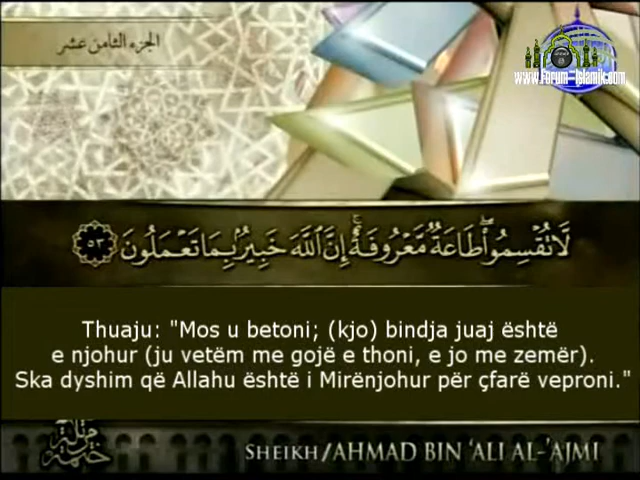 الجزء الثامن عشر
www.Forum-Islamik.com
لَّا تُقْسِمُوا۟ ۖ طَاعَةٌ مَّعْرُوفَةٌ ۚ إِنَّ ٱللَّهَ خَبِيرٌۢ بِمَا تَعْمَلُونَ ٥٣
Thuaju: "Mos u betoni; (kjo) bindja juaj është
e njohur (ju vetëm me gojë e thoni, e jo me zemër).
Ska dyshim që Allahu është i Mirënjohur për çfarë veproni."
SHEIKH/AHMAD BIN 'ALI AL-'AJMI